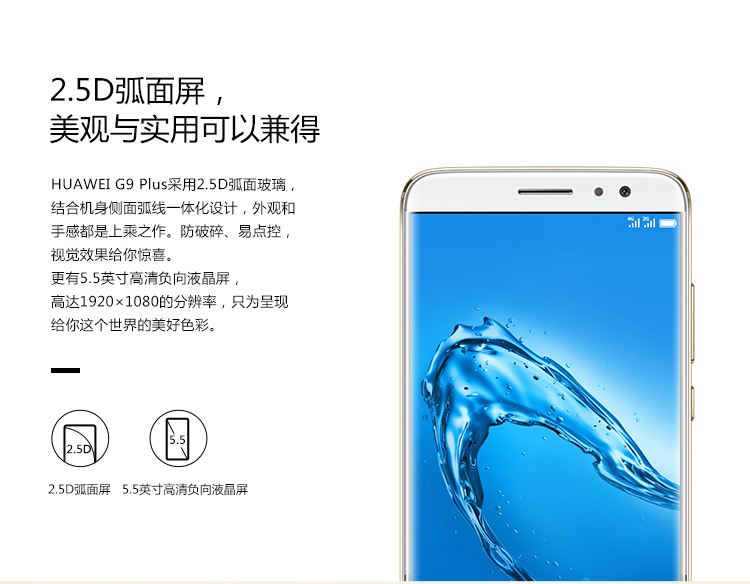 2.5D弧面屏，
美观与实用可以兼得
HUAWEI G9 Plus采用2.5D弧面玻璃，
结合机身侧面弧线一体化设计，外观和
手感都是上乘之作。防破碎、易点控，
视觉效果给你惊喜。
更有5.5英寸高清负向液晶屏，
高达1920×1080的分辨率，只为呈现
给你这个世界的美好色彩。
4G 2G
2.5D
5.5
2.5D弧面屏
5.5英寸高清负向液晶屏